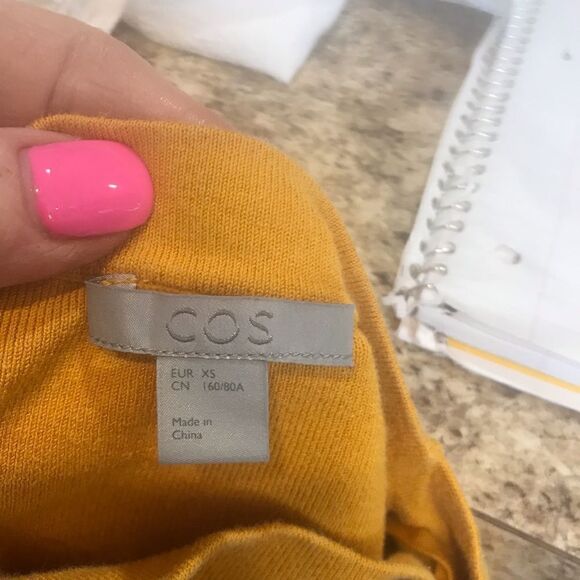 COS
EUR XS
CN 160/80A
Made in
China